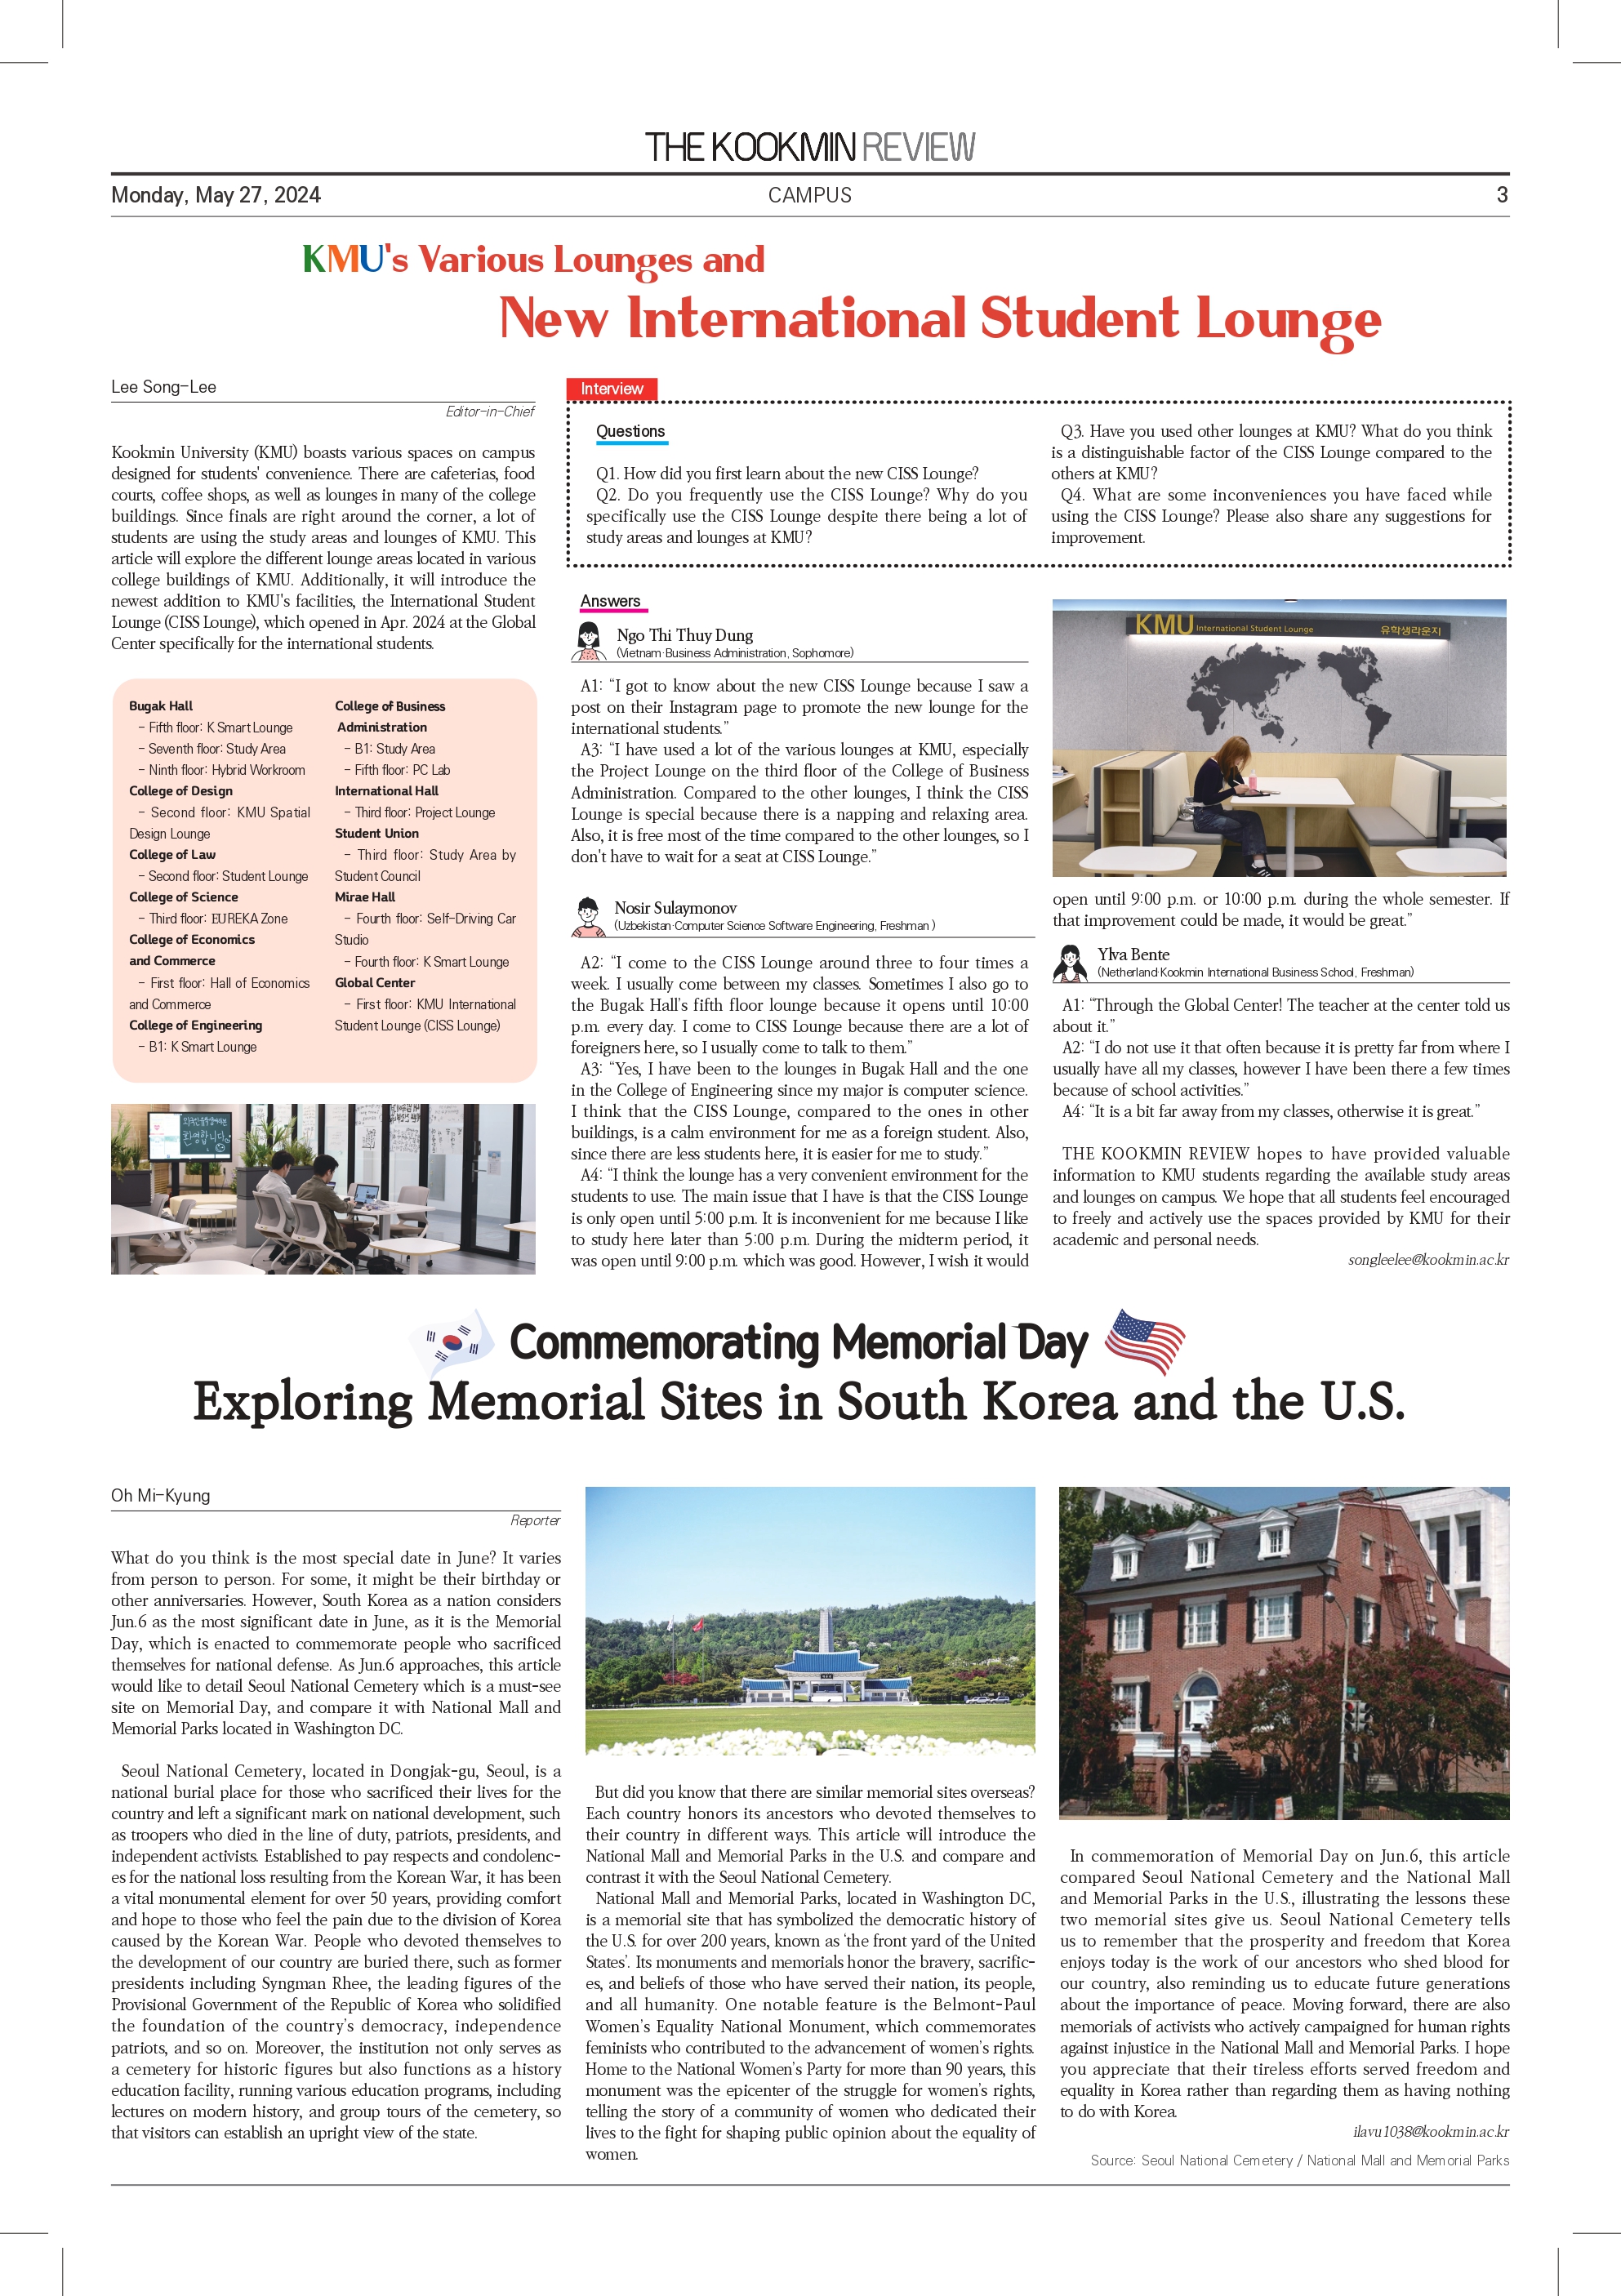 THE KOOKMIN REVIEW
Monday, May 27, 2024
CAMPUS
3
KMU's Various Lounges and
New International Student Lounge
Lee Song-Lee
Editor-in-Chief
Kookmin University (KMU) boasts various spaces on campus
designed for students' convenience. There are cafeterias, food
courts, coffee shops, as well as lounges in many of the college
buildings. Since finals are right around the corner, a lot of
students are using the study areas and lounges of KMU. This
article will explore the different lounge areas located in various
college buildings of KMU. Additionally, it will introduce the
newest addition to KMU's facilities, the International Student
Lounge (CISS Lounge), which opened in Apr. 2024 at the Global
Center specifically for the international students.
Bugak Hall
- Fifth floor: K Smart Lounge
- Seventh floor: Study Area
- Ninth floor: Hybrid Workroom
College of Design
- Second floor: KMU Spatial
Design Lounge
College of Law
- Second floor: Student Lounge
College of Science
- Third floor: EUREKA Zone
College of Economics
and Commerce
- First floor: Hall of Economics
and Commerce
College of Engineering
- B1: K Smart Lounge
College of Business
Administration
- B1: Study Area
- Fifth floor: PC Lab
International Hall
- Third floor: Project Lounge
Student Union
- Third floor: Study Area by
Student Council
Mirae Hall
- Fourth floor: Self-Driving Car
Studio
- Fourth floor: K Smart Lounge
Global Center
- First floor: KMU International
Student Lounge (CISS Lounge)
환영합니다
Interview
Questions
Q1. How did you first learn about the new CISS Lounge?
Q2. Do you frequently use the CISS Lounge? Why do you
specifically use the CISS Lounge despite there being a lot of
study areas and lounges at KMU?
Q3. Have you used other lounges at KMU? What do you think
is a distinguishable factor of the CISS Lounge compared to the
others at KMU?
Q4. What are some inconveniences you have faced while
using the CISS Lounge? Please also share any suggestions for
improvement.
Answers
Ngo Thi Thuy Dung
(Vietnam·Business Administration, Sophomore)
A1: “I got to know about the new CISS Lounge because I saw a
post on their Instagram page to promote the new lounge for the
international students.”
A3: “I have used a lot of the various lounges at KMU, especially
the Project Lounge on the third floor of the College of Business
Administration. Compared to the other lounges, I think the CISS
Lounge is special because there is a napping and relaxing area.
Also, it is free most of the time compared to the other lounges, so I
don't have to wait for a seat at CISS Lounge.”
Nosir Sulaymonov
(Uzbekistan·Computer Science Software Engineering, Freshman )
A2: “I come to the CISS Lounge around three to four times a
week. I usually come between my classes. Sometimes I also go to
the Bugak Hall's fifth floor lounge because it opens until 10:00
p.m. every day. I come to CISS Lounge because there are a lot of
foreigners here, so I usually come to talk to them.”
A3: “Yes, I have been to the lounges in Bugak Hall and the one
in the College of Engineering since my major is computer science.
I think that the CISS Lounge, compared to the ones in other
buildings, is a calm environment for me as a foreign student. Also,
since there are less students here, it is easier for me to study.”
A4: “I think the lounge has a very convenient environment for the
students to use. The main issue that I have is that the CISS Lounge
is only open until 5:00 p.m. It is inconvenient for me because I like
to study here later than 5:00 p.m. During the midterm period, it
was open until 9:00 p.m. which was good. However, I wish it would
KMU International Student Lounge 유학생라운지
open until 9:00 p.m. or 10:00 p.m. during the whole semester. If
that improvement could be made, it would be great.”
Ylva Bente
(Netherland·Kookmin International Business School, Freshman)
A1: “Through the Global Center! The teacher at the center told us
about it.”
A2: “I do not use it that often because it is pretty far from where I
usually have all my classes, however I have been there a few times
because of school activities.”
A4: “It is a bit far away from my classes, otherwise it is great.”
THE KOOKMIN REVIEW hopes to have provided valuable
information to KMU students regarding the available study areas
and lounges on campus. We hope that all students feel encouraged
to freely and actively use the spaces provided by KMU for their
academic and personal needs.
songleelee@kookmin.ac.kr
Commemorating Memorial Day
Exploring Memorial Sites in South Korea and the U.S.
Oh Mi-Kyung
Reporter
What do you think is the most special date in June? It varies
from person to person. For some, it might be their birthday or
other anniversaries. However, South Korea as a nation considers
Jun.6 as the most significant date in June, as it is the Memorial
Day, which is enacted to commemorate people who sacrificed
themselves for national defense. As Jun.6 approaches, this article
would like to detail Seoul National Cemetery which is a must-see
site on Memorial Day, and compare it with National Mall and
Memorial Parks located in Washington DC.
Seoul National Cemetery, located in Dongjak-gu, Seoul, is a
national burial place for those who sacrificed their lives for the
country and left a significant mark on national development, such
as troopers who died in the line of duty, patriots, presidents, and
independent activists. Established to pay respects and condolenc-
es for the national loss resulting from the Korean War, it has been
a vital monumental element for over 50 years, providing comfort
and hope to those who feel the pain due to the division of Korea
caused by the Korean War. People who devoted themselves to
the development of our country are buried there, such as former
presidents including Syngman Rhee, the leading figures of the
Provisional Government of the Republic of Korea who solidified
the foundation of the country's democracy, independence
patriots, and so on. Moreover, the institution not only serves as
a cemetery for historic figures but also functions as a history
education facility, running various education programs, including
lectures on modern history, and group tours of the cemetery, so
that visitors can establish an upright view of the state.
But did you know that there are similar memorial sites overseas?
Each country honors its ancestors who devoted themselves to
their country in different ways. This article will introduce the
National Mall and Memorial Parks in the U.S. and compare and
contrast it with the Seoul National Cemetery.
National Mall and Memorial Parks, located in Washington DC,
is a memorial site that has symbolized the democratic history of
the U.S. for over 200 years, known as ‘the front yard of the United
States’. Its monuments and memorials honor the bravery, sacrific-
es, and beliefs of those who have served their nation, its people,
and all humanity. One notable feature is the Belmont-Paul
Women's Equality National Monument, which commemorates
feminists who contributed to the advancement of women's rights.
Home to the National Women's Party for more than 90 years, this
monument was the epicenter of the struggle for women's rights,
telling the story of a community of women who dedicated their
lives to the fight for shaping public opinion about the equality of
women.
In commemoration of Memorial Day on Jun.6, this article
compared Seoul National Cemetery and the National Mall
and Memorial Parks in the U.S., illustrating the lessons these
two memorial sites give us. Seoul National Cemetery tells
us to remember that the prosperity and freedom that Korea
enjoys today is the work of our ancestors who shed blood for
our country, also reminding us to educate future generations
about the importance of peace. Moving forward, there are also
memorials of activists who actively campaigned for human rights
against injustice in the National Mall and Memorial Parks. I hope
you appreciate that their tireless efforts served freedom and
equality in Korea rather than regarding them as having nothing
to do with Korea.
ilavu1038@kookmin.ac.kr
Source: Seoul National Cemetery / National Mall and Memorial Parks